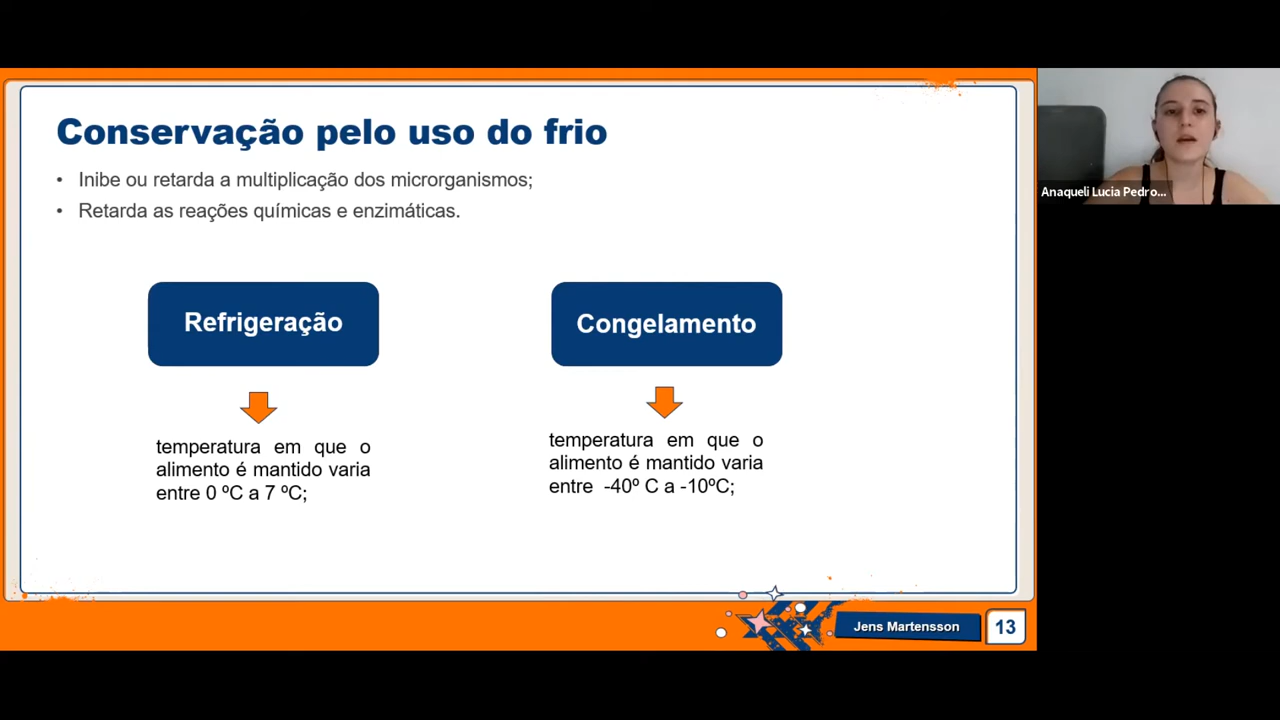 Conservação pelo uso do frio
• Inibe ou retarda a multiplicação dos microrganismos;
• Retarda as reações químicas e enzimáticas.
Refrigeração
temperatura em que o
alimento é mantido varia
entre 0 ºC a 7 ºC;
Congelamento
temperatura em que o
alimento é mantido varia
entre -40º C a -10ºC;
Jens Martensson
13
Anaqueli Lucia Pedro...